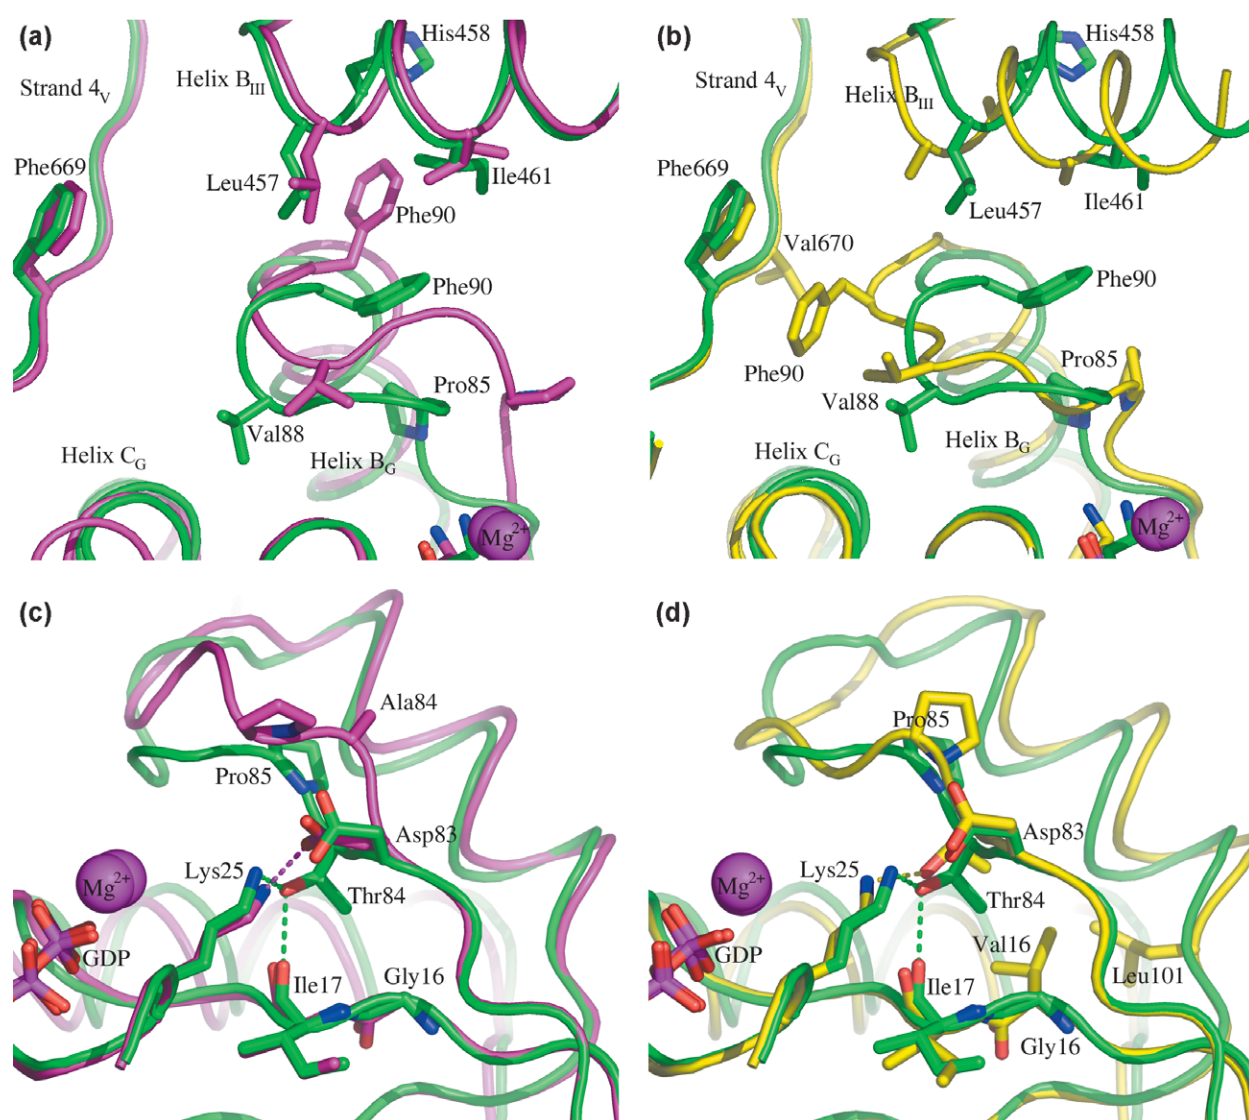 (a)
His458
Strand 4V
Helix BIII
Phe669
Leu457
Ile461
Phe90
Phe90
Pro85
Val88
Helix CG
Helix BG
Mg2+
(b)
His458
Strand 4V
Helix BIII
Phe669
Leu457
Ile461
Val670
Phe90
Phe90
Pro85
Val88
Helix BG
Helix CG
Mg2+
(c)
Ala84
Pro85
Asp83
Lys25
Mg2+
Thr84
GDP
Ile17
Gly16
(d)
Pro85
Asp83
Lys25
Mg2+
Thr84
GDP
Val16
Ile17
Leu101
Gly16